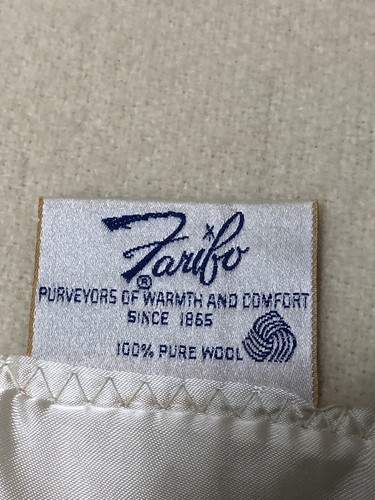 Faribo
®
PURVEYORS OF WARMTH AND COMFORT
SINCE 1865
100% PURE WOOL